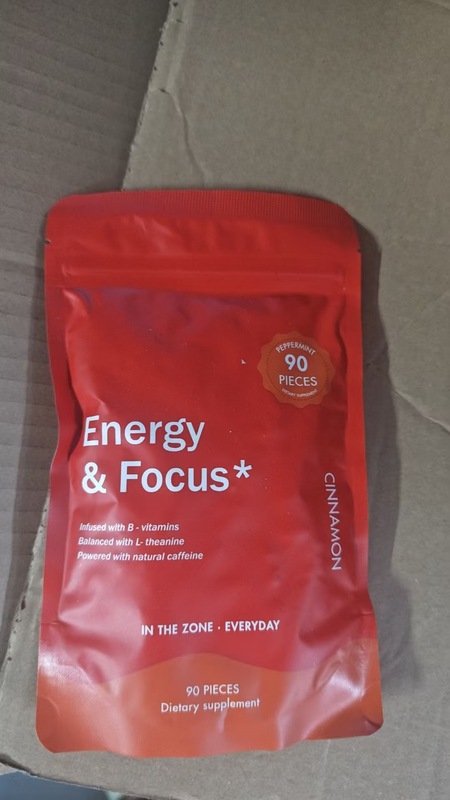 PEPPERMINT
90
PIECES
DIETARY SUPPLEMENT
Energy
& Focus*
CINNAMON
Infused with B - vitamins
Balanced with L- theanine
Powered with natural caffeine
IN THE ZONE · EVERYDAY
90 PIECES
Dietary supplement